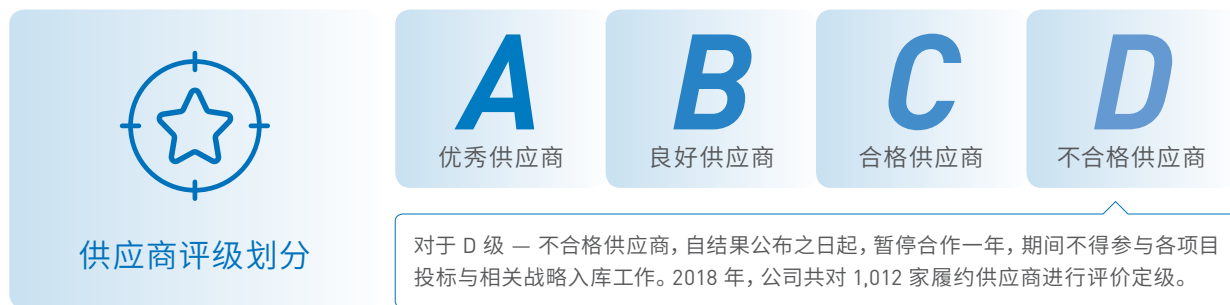 供应商评级划分
A
优秀供应商
B
良好供应商
C
合格供应商
D
不合格供应商
对于 D 级 — 不合格供应商，自结果公布之日起，暂停合作一年，期间不得参与各项目
投标与相关战略入库工作。2018 年，公司共对 1,012 家履约供应商进行评价定级。